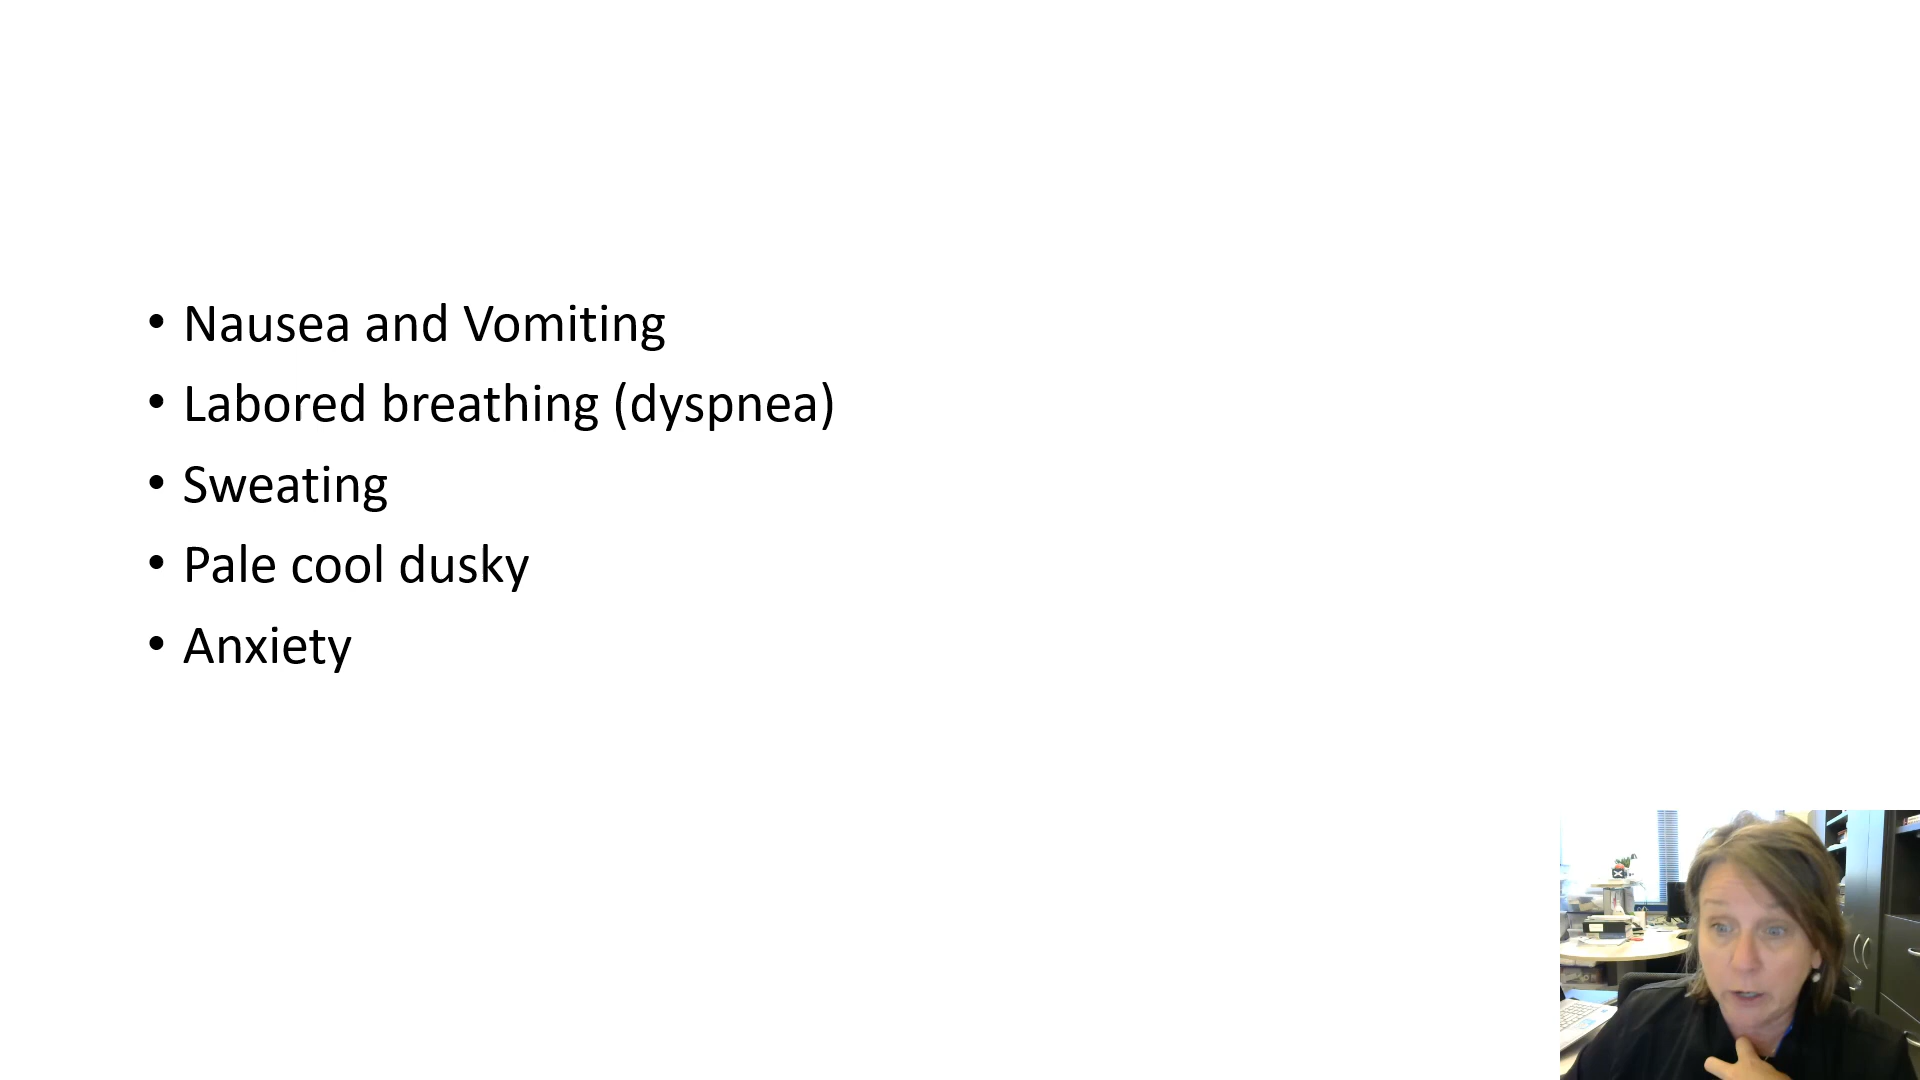 • Nausea and Vomiting
• Labored breathing (dyspnea)
• Sweating
• Pale cool dusky
• Anxiety